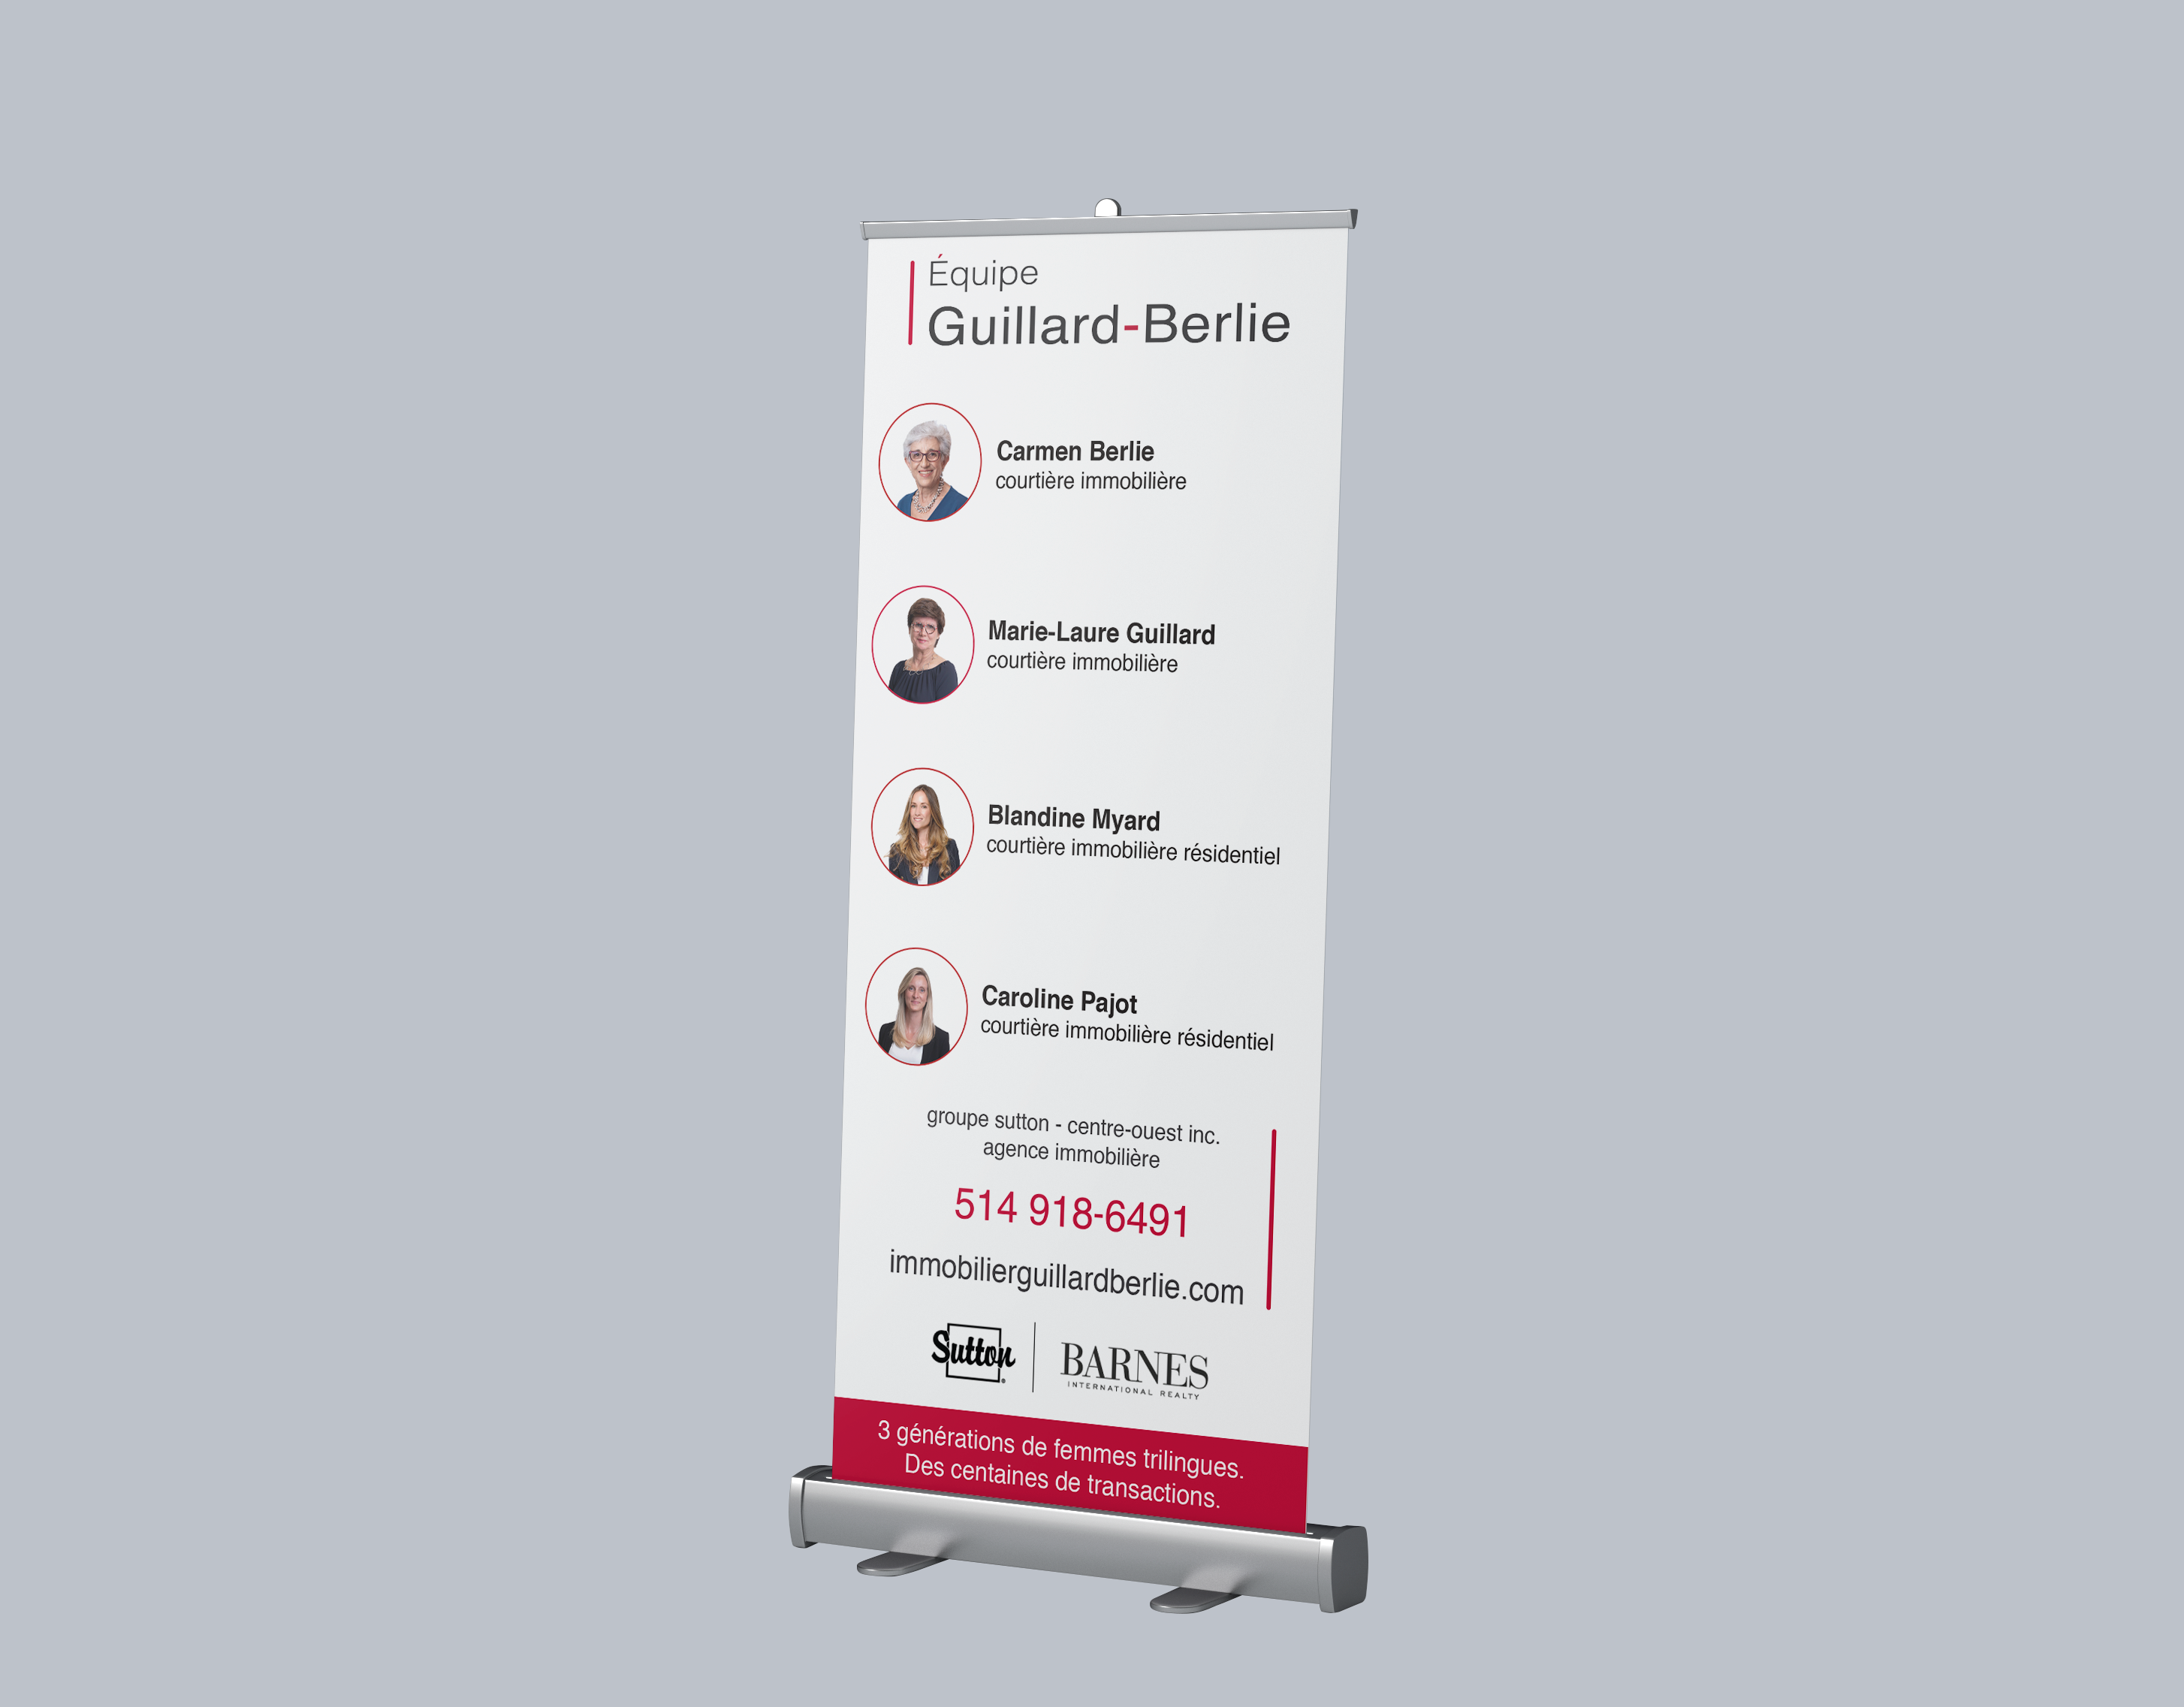 Équipe
Guillard-Berlie
Carmen Berlie
courtière immobilière
Marie-Laure Guillard
courtière immobilière
Blandine Myard
courtière immobilière résidentiel
Caroline Pajot
courtière immobilière résidentiel
groupe sutton - centre-ouest inc.
agence immobilière
514 918-6491
immobilierguillardberlie.com
Sutton®
BARNES
INTERNATIONAL REALTY
3 générations de femmes trilingues.
Des centaines de transactions.